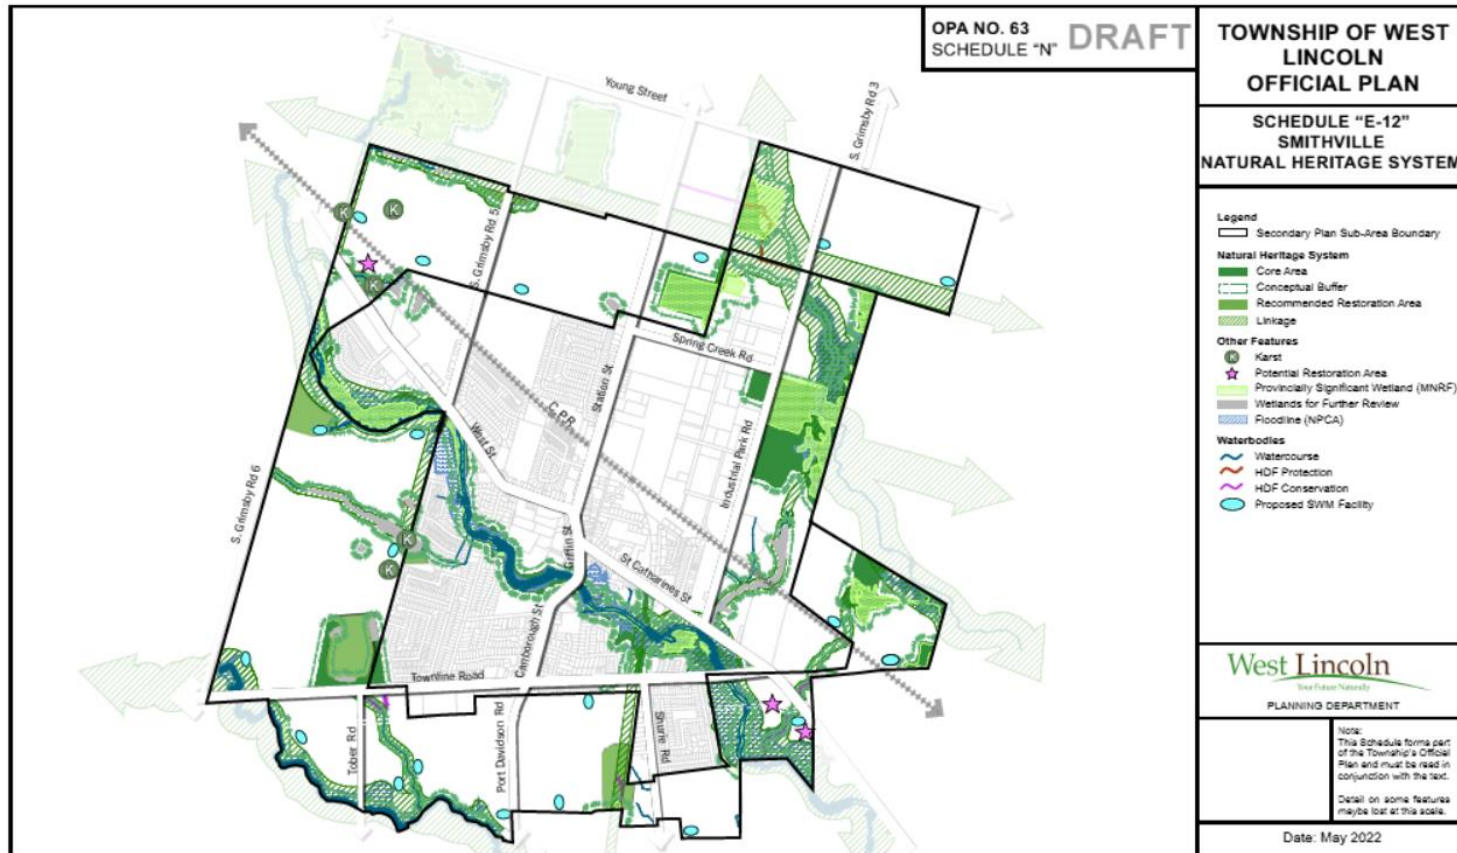 OPA NO. 63
SCHEDULE "N"
DRAFT
TOWNSHIP OF WEST
LINCOLN
OFFICIAL PLAN
SCHEDULE "E-12"
SMITHVILLE
NATURAL HERITAGE SYSTEM
Legend
Secondary Plan Sub-Area Boundary
Natural Heritage System
Core Area
Conceptual Buffer
Recommended Restoration Area
Linkage
Other Features
K Karst
Potential Restoration Area
Provincially Significant Wetland (MNRF)
Wetlands for Further Review
Floodline (NPCA)
Waterbodies
Watercourse
HDF Protection
HDF Conservation
Proposed SWM Facility
West Lincoln
Your Future Naturally
PLANNING DEPARTMENT
Note:
This Schedule forms part
of the Township's Official
Plan and must be read in
conjunction with the text.
Detail on some features
maybe lost at this scale.
Date: May 2022
Young Street
S. Grimsby Rd 3
K
K
S. Grimsby Rd 5
K
Spring Creek Rd
Station St
C.P.R.
West St
Industrial Park Rd
S. Grimsby Rd 6
K
K
Griffin St
St Catharines St
Canborough St
Townline Road
Tober Rd
Port Davidson Rd
Shurie Rd